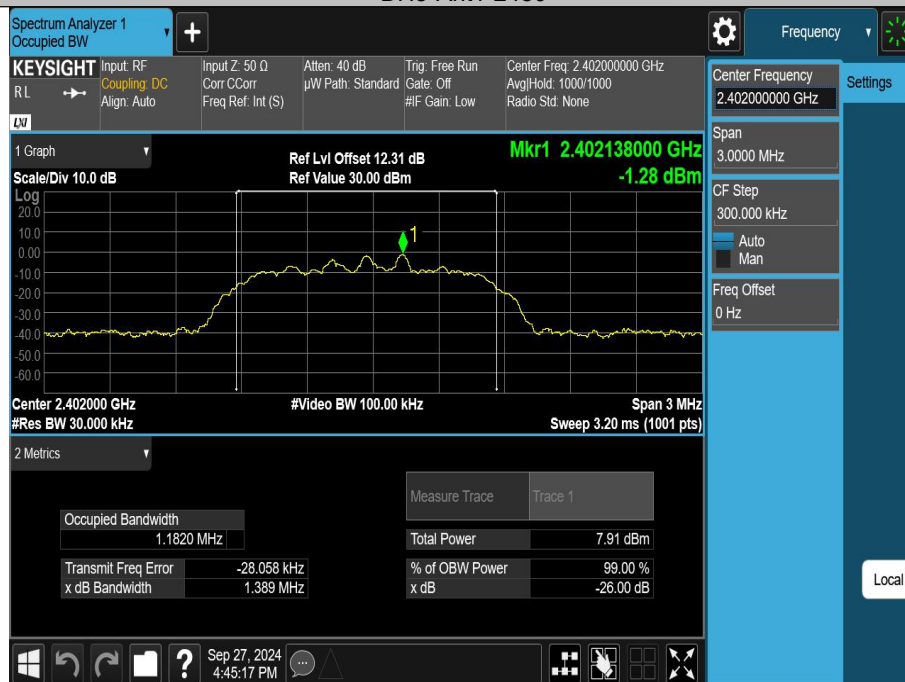 Spectrum Analyzer 1
Occupied BW
+
Frequency
KEYSIGHT
Input: RF
Input Z: 50 Ω
Atten: 40 dB
Trig: Free Run
Center Freq: 2.402000000 GHz
RL
Coupling: DC
Corr CCorr
µW Path: Standard
Gate: Off
Avg|Hold: 1000/1000
Align: Auto
Freq Ref: Int (S)
#IF Gain: Low
Radio Std: None
LXI
Center Frequency
2.402000000 GHz
Settings
Span
3.0000 MHz
CF Step
300.000 kHz
Auto
Man
Freq Offset
0 Hz
Local
1 Graph
Ref Lvl Offset 12.31 dB
Mkr1 2.402138000 GHz
Scale/Div 10.0 dB
Ref Value 30.00 dBm
-1.28 dBm
Log
20.0
10.0
1
0.00
-10.0
-20.0
-30.0
-40.0
-50.0
-60.0
Center 2.402000 GHz
#Video BW 100.00 kHz
Span 3 MHz
#Res BW 30.000 kHz
Sweep 3.20 ms (1001 pts)
2 Metrics
Measure Trace
Trace 1
Occupied Bandwidth
1.1820 MHz
Total Power
7.91 dBm
Transmit Freq Error
-28.058 kHz
% of OBW Power
99.00 %
x dB Bandwidth
1.389 MHz
x dB
-26.00 dB
?
Sep 27, 2024
4:45:17 PM